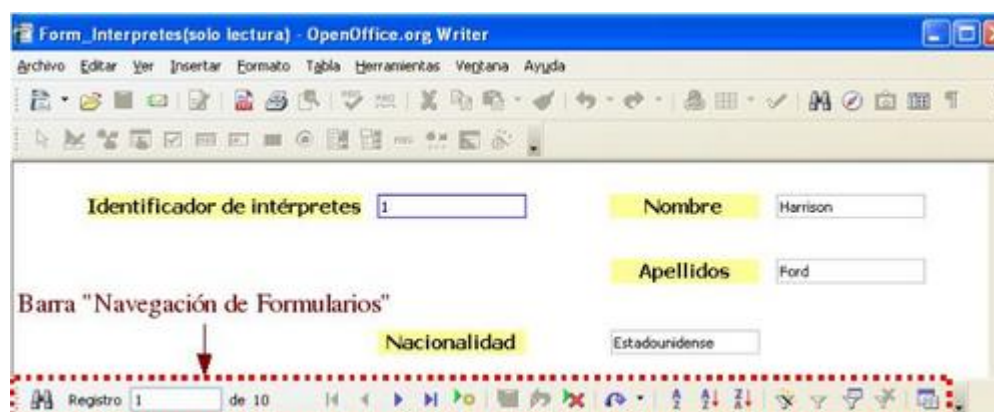 Form_Interpretes(solo lectura) - OpenOffice.org Writer
Archivo Editar Ver Insertar Formato Tabla Herramientas Ventana Ayuda
Identificador de intérpretes 1 Nombre Harrison
Apellidos Ford
Barra "Navegación de Formularios"
Nacionalidad Estadounidense
Registro 1 de 10